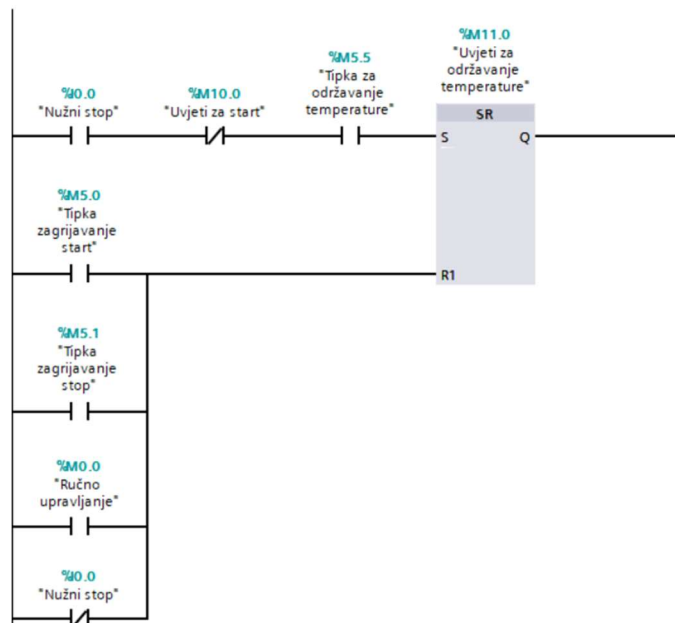 %M11.0
"Uvjeti za
održavanje
temperature"
%M5.5
"Tipka za
održavanje
temperature"
%I0.0
"Nužni stop"
%M10.0
"Uvjeti za start"
SR
S
Q
%M5.0
"Tipka
zagrijavanje
start"
R1
%M5.1
"Tipka
zagrijavanje
stop"
%M0.0
"Ručno
upravljanje"
%I0.0
"Nužni stop"